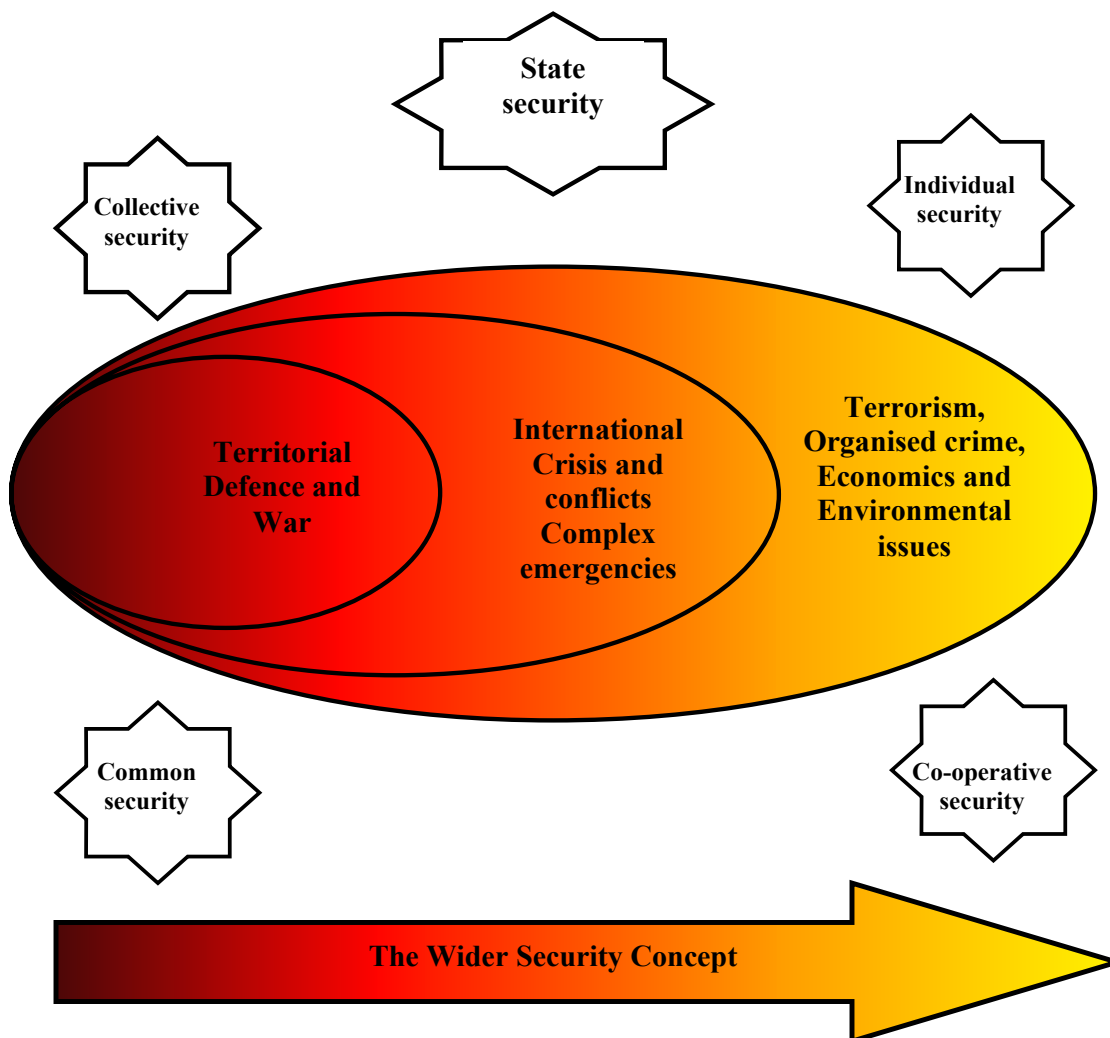 State
security
Collective
security
Individual
security
Territorial
Defence and
War
International
Crisis and
conflicts
Complex
emergencies
Terrorism,
Organised crime,
Economics and
Environmental
issues
Common
security
Co-operative
security
The Wider Security Concept